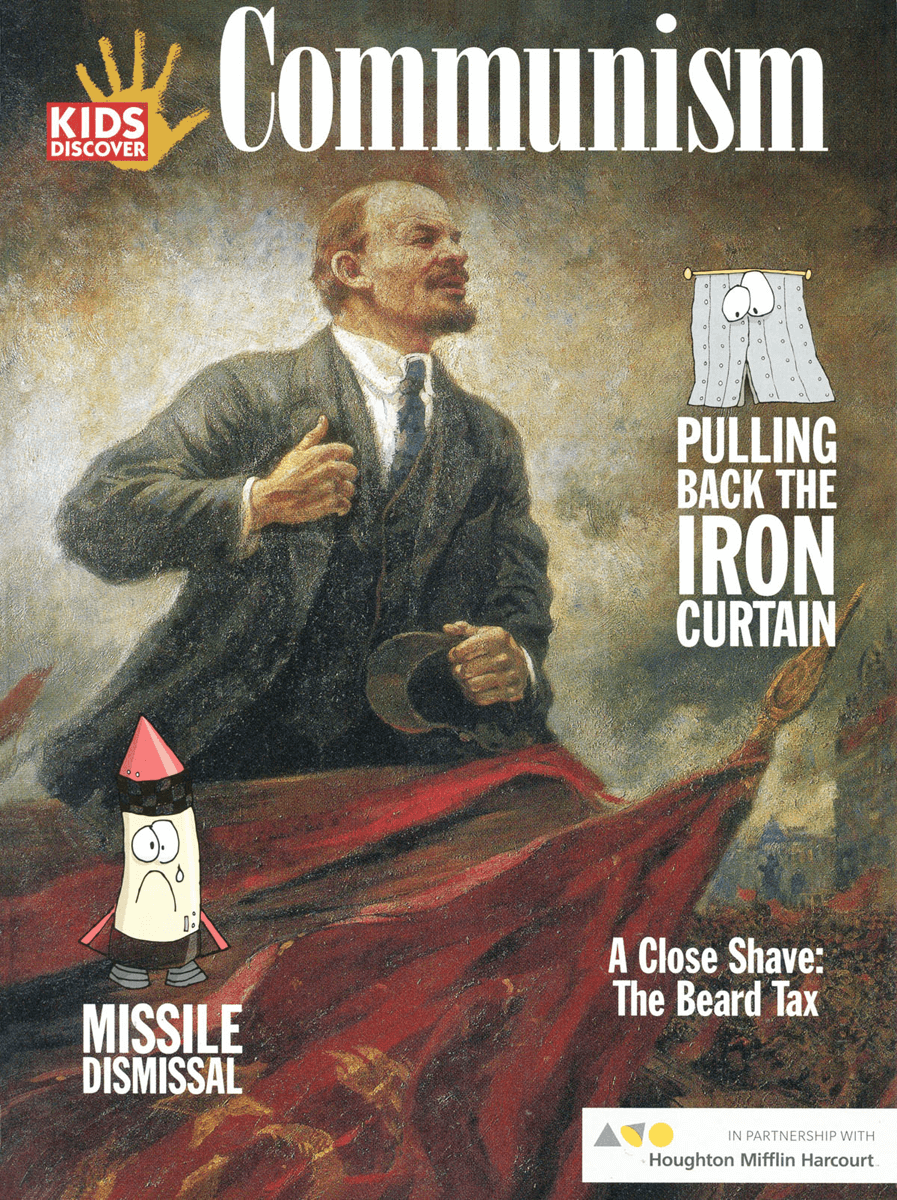 Communism
KIDS
DISCOVER
PULLING
BACK THE
IRON
CURTAIN
A Close Shave:
The Beard Tax
MISSILE
DISMISSAL
IN PARTNERSHIP WITH
Houghton Mifflin Harcourt